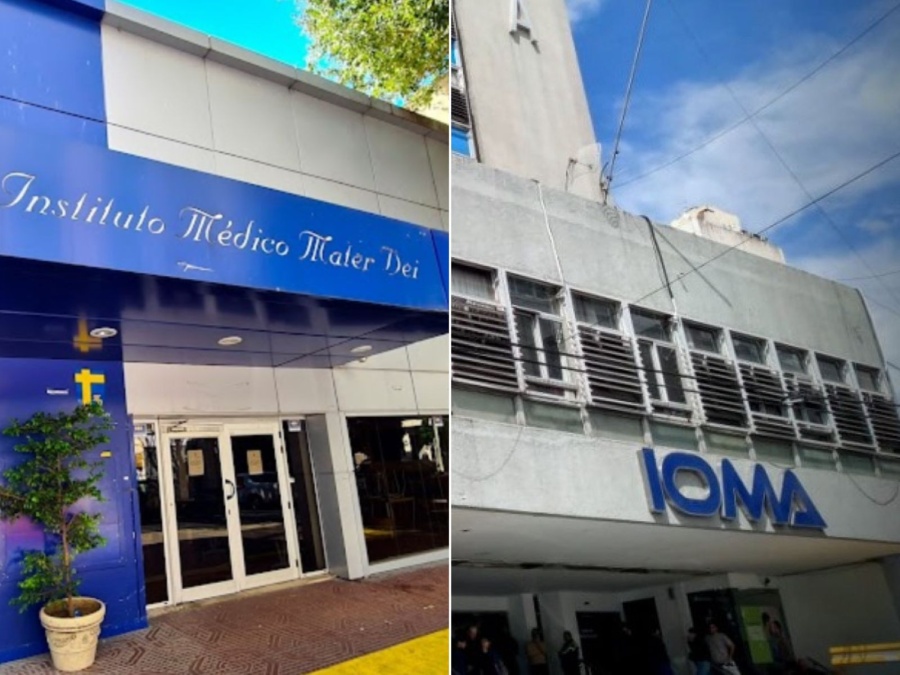 Instituto Médico Mater Dei
A
IOMA